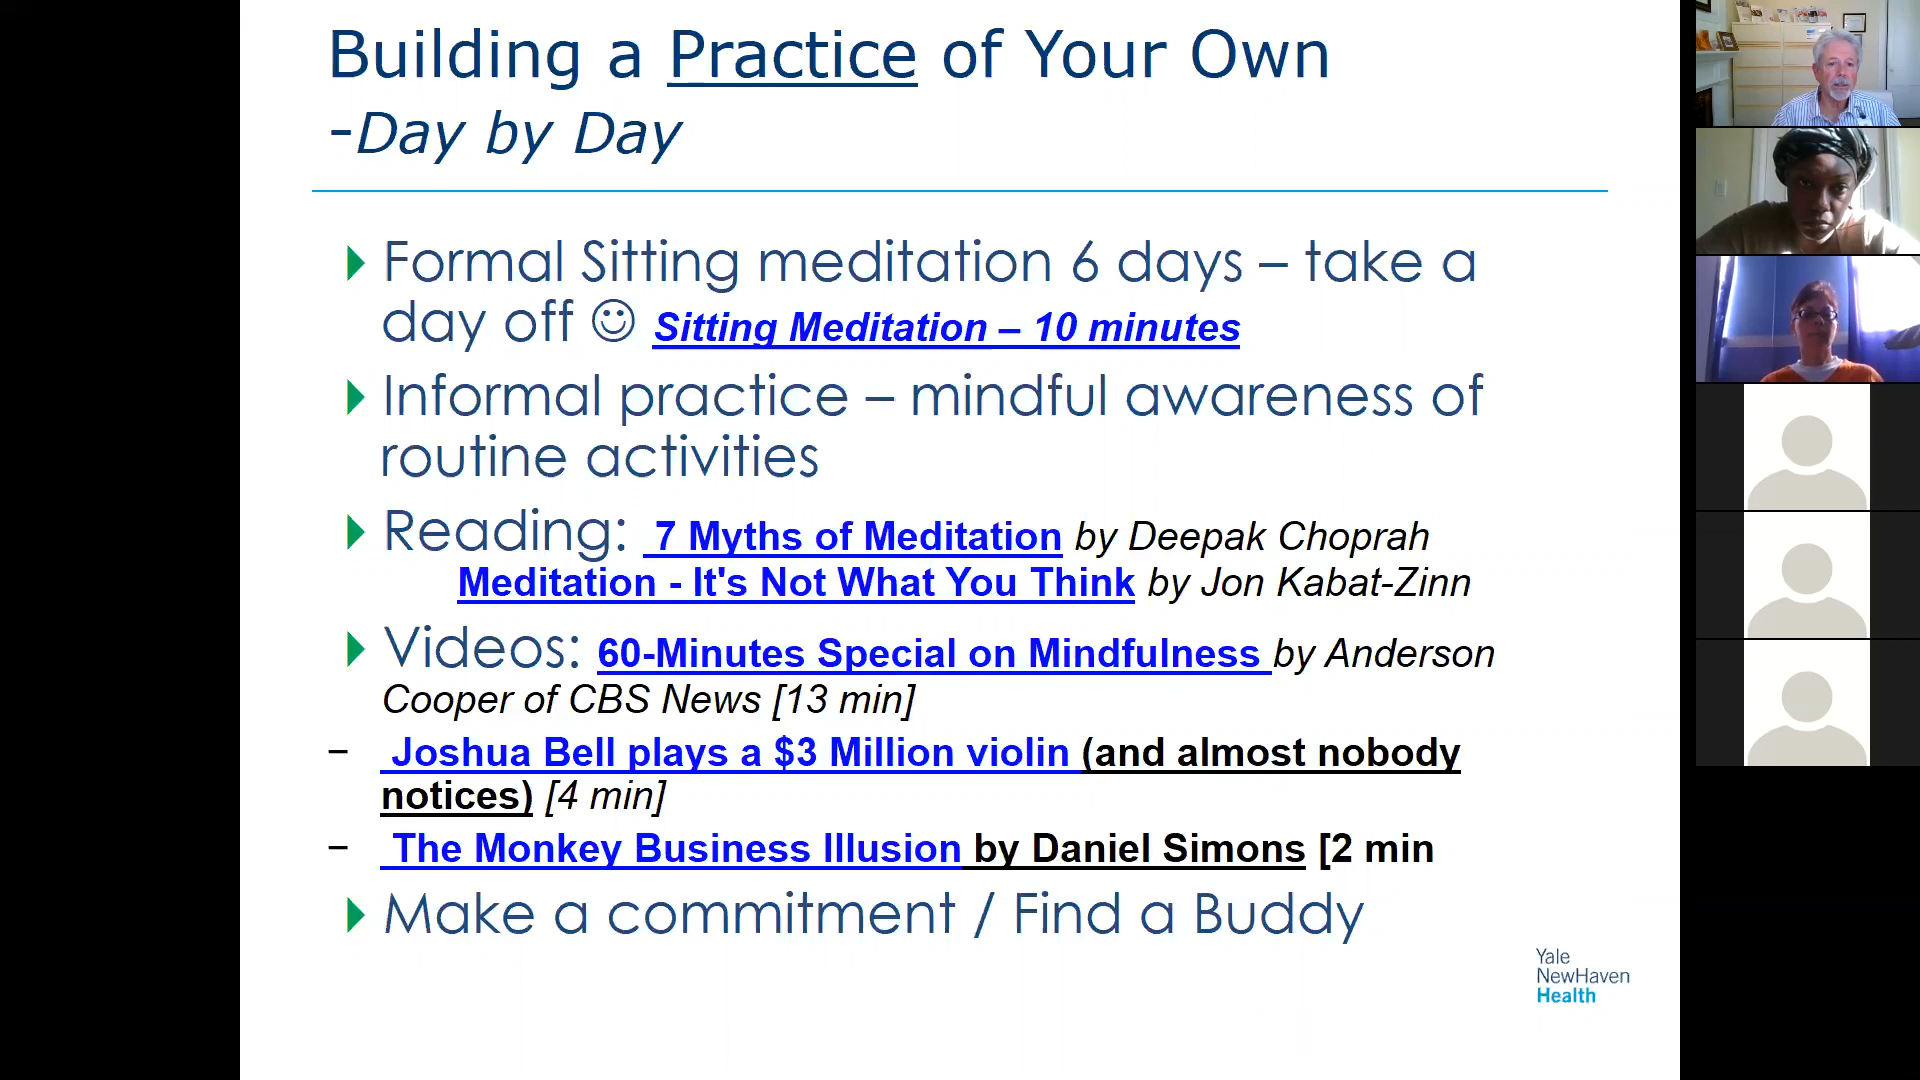 Building a Practice of Your Own
-Day by Day
Formal Sitting meditation 6 days – take a
day off ☺ Sitting Meditation – 10 minutes
Informal practice – mindful awareness of
routine activities
Reading: 7 Myths of Meditation by Deepak Choprah
Meditation - It's Not What You Think by Jon Kabat-Zinn
Videos: 60-Minutes Special on Mindfulness by Anderson
Cooper of CBS News [13 min]
– Joshua Bell plays a $3 Million violin (and almost nobody
notices) [4 min]
– The Monkey Business Illusion by Daniel Simons [2 min
Make a commitment / Find a Buddy
Yale
NewHaven
Health